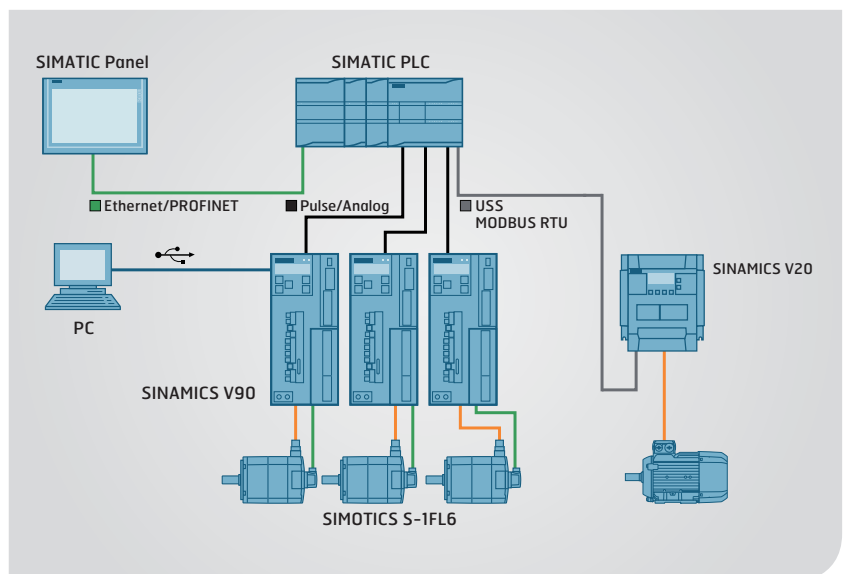 SIMATIC Panel
SIMATIC PLC
Ethernet/PROFINET
Pulse/Analog
USS
MODBUS RTU
SINAMICS V20
PC
SINAMICS V90
SIMOTICS S-1FL6